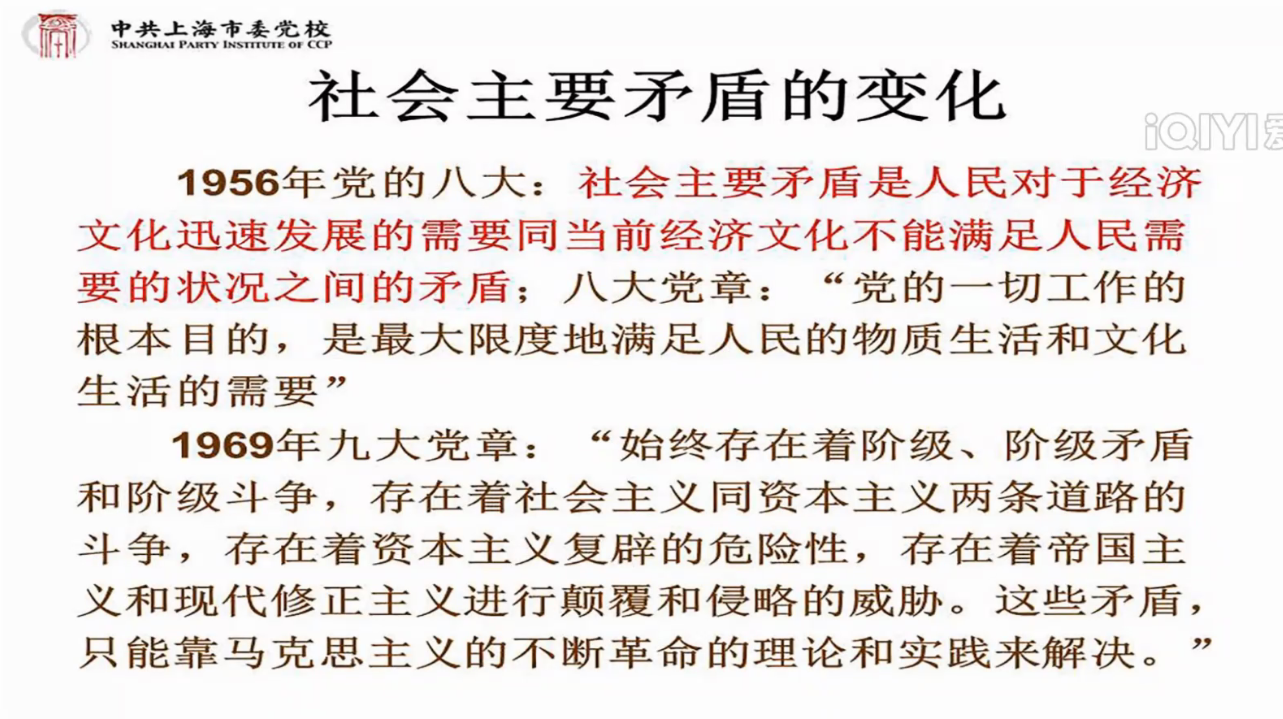 中共上海市委党校
SHANGHAI PARTY INSTITUTE OF CCP
社会主要矛盾的变化
iQIYI
1956年党的八大：社会主要矛盾是人民对于经济
文化迅速发展的需要同当前经济文化不能满足人民需
要的状况之间的矛盾；八大党章：“党的一切工作的
根本目的，是最大限度地满足人民的物质生活和文化
生活的需要”
1969年九大党章：“始终存在着阶级、阶级矛盾
和阶级斗争，存在着社会主义同资本主义两条道路的
斗争，存在着资本主义复辟的危险性，存在着帝国主
义和现代修正主义进行颠覆和侵略的威胁。这些矛盾，
只能靠马克思主义的不断革命的理论和实践来解决。”